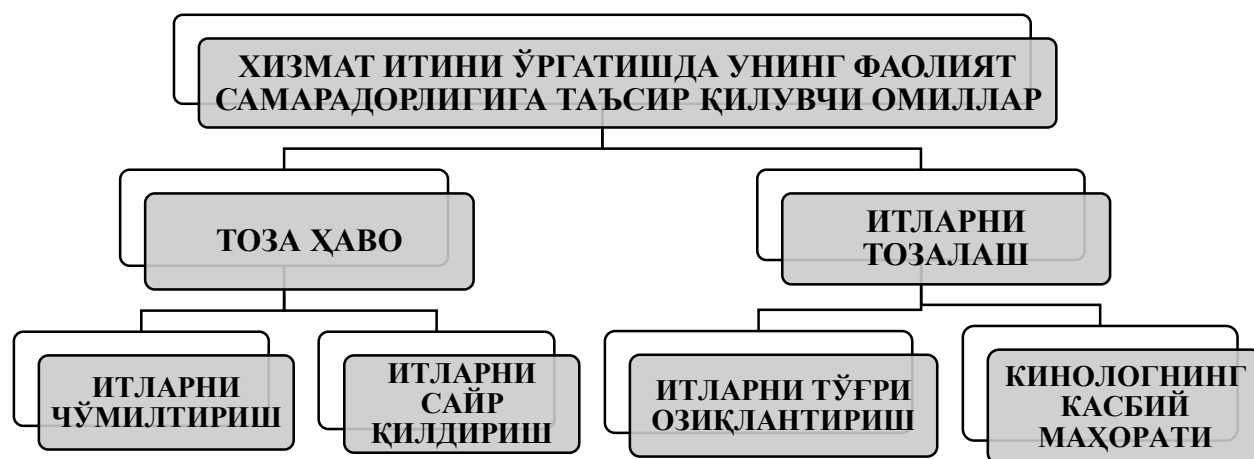 ХИЗМАТ ИТИНИ ЎРГАТИШДА УНИНГ ФАОЛИЯТ
САМАРАДОРЛИГИГА ТАЪСИР ҚИЛУВЧИ ОМИЛЛАР
ТОЗА ҲАВО
ИТЛАРНИ
ТОЗАЛАШ
ИТЛАРНИ
ЧЎМИЛТИРИШ
ИТЛАРНИ
САЙР
ҚИЛДИРИШ
ИТЛАРНИ ТЎҒРИ
ОЗИҚЛАНТИРИШ
КИНОЛОГНИНГ
КАСБИЙ
МАҲОРАТИ